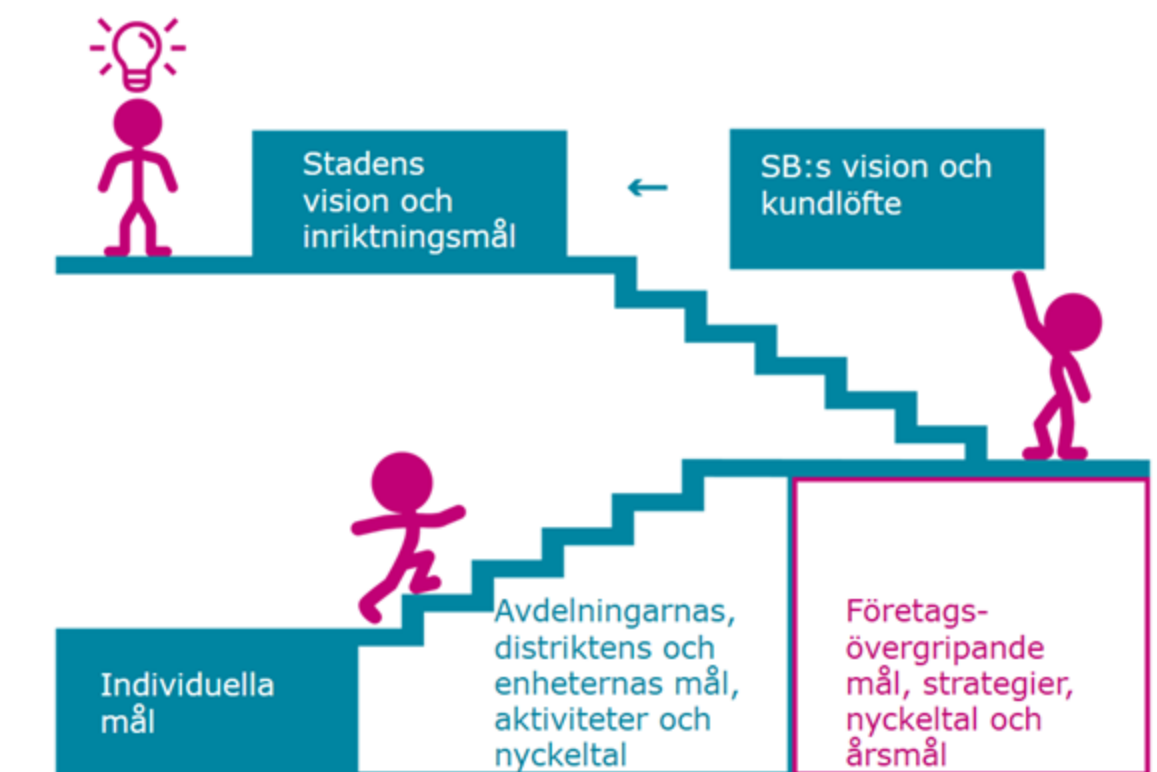 Stadens
vision och
inriktningsmål
←
SB:s vision och
kundlöfte
Individuella
mål
Avdelningarnas,
distriktens och
enheternas mål,
aktiviteter och
nyckeltal
Företags-
övergripande
mål, strategier,
nyckeltal och
årsmål